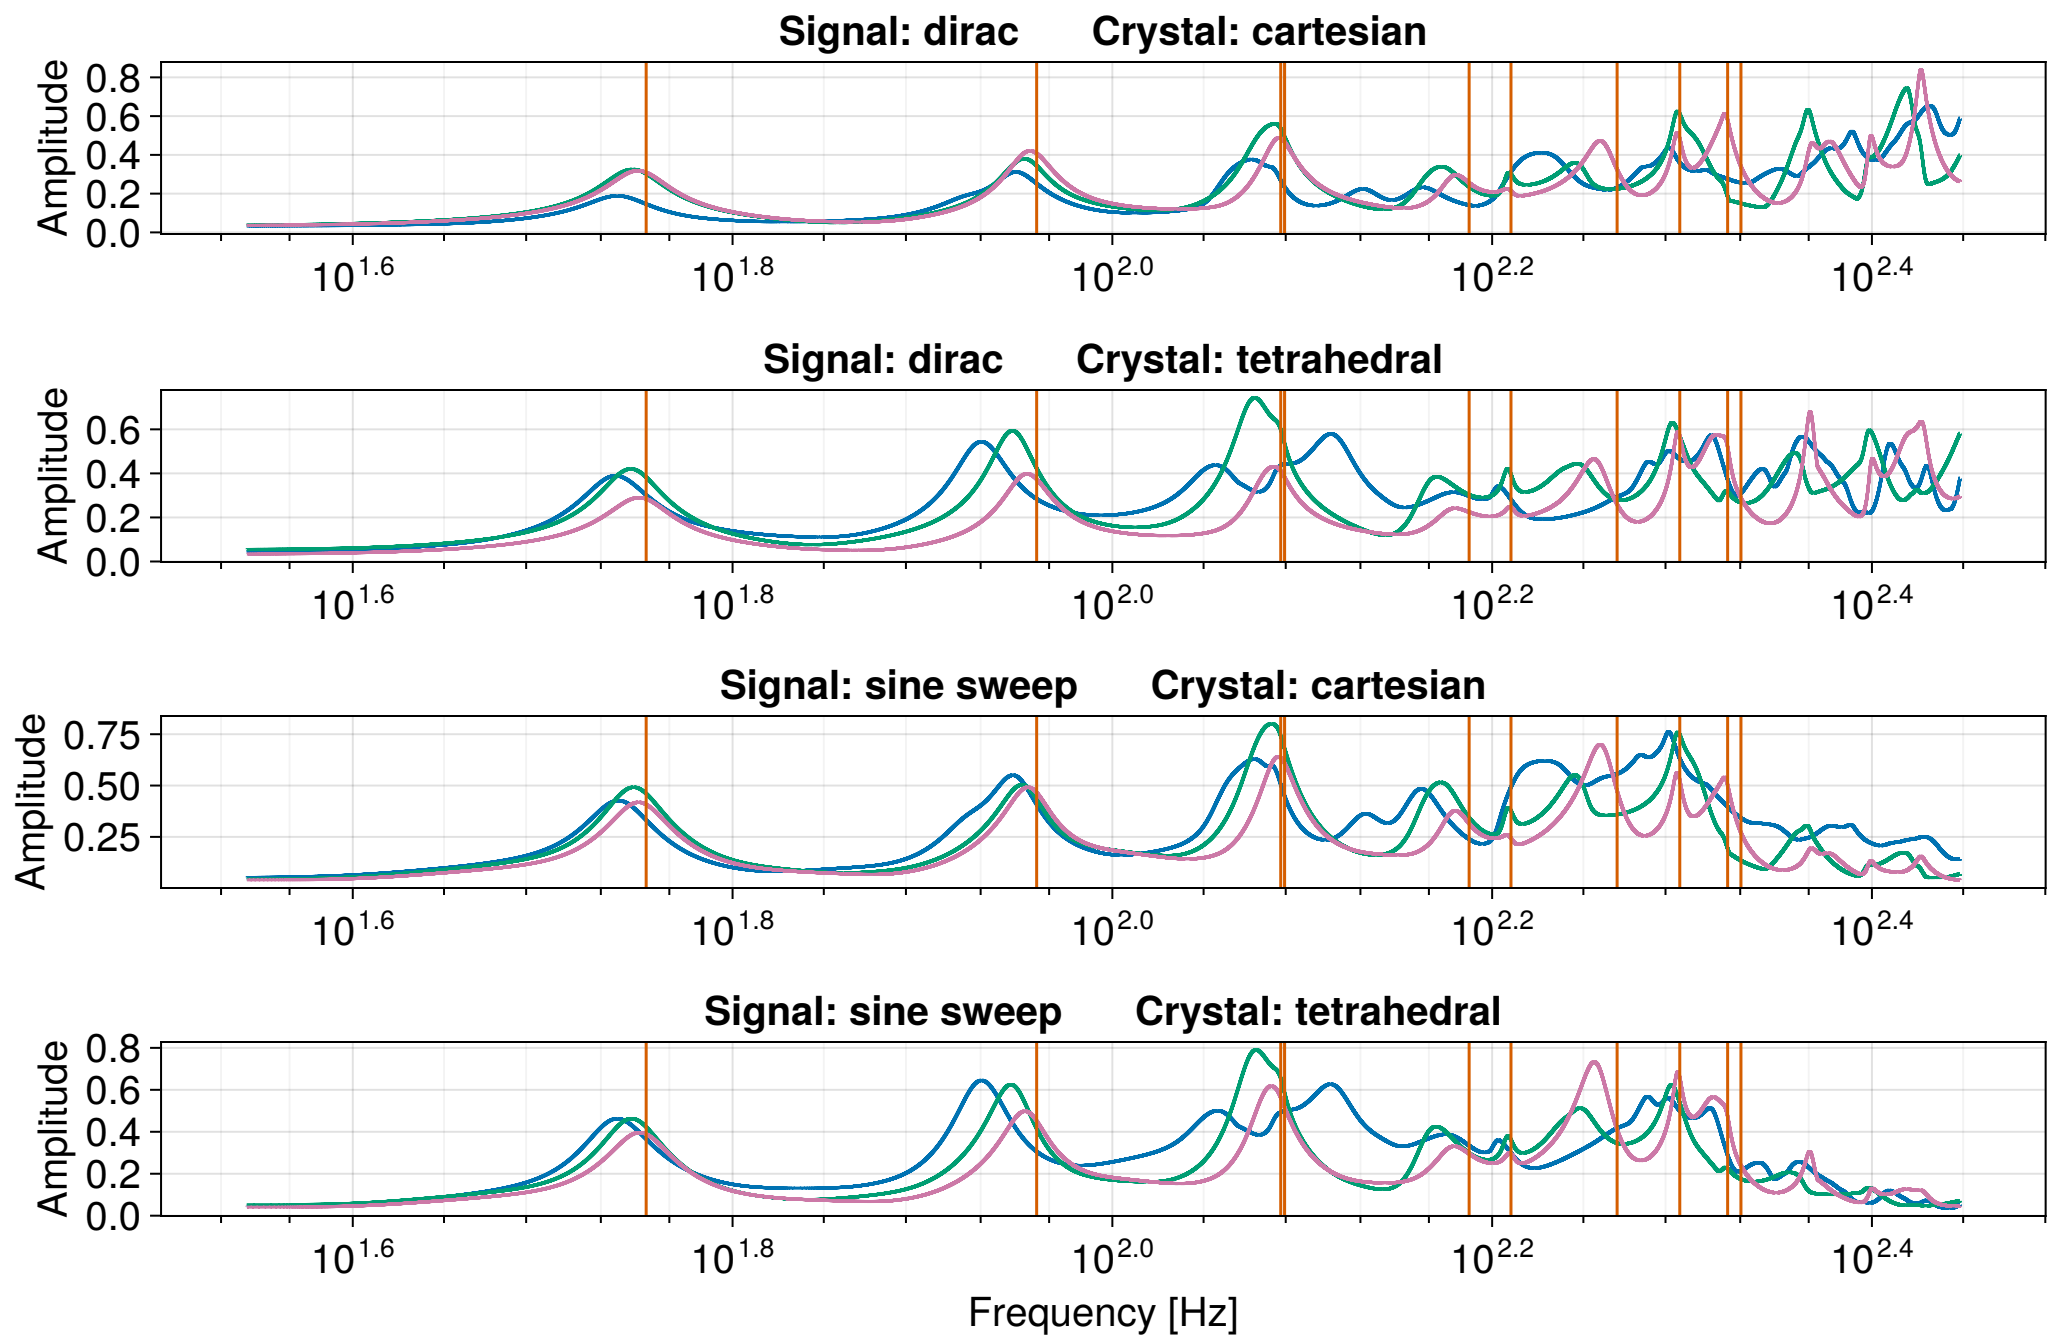 Signal: dirac Crystal: cartesian
Amplitude
0.8
0.6
0.4
0.2
0.0
10^1.6 10^1.8 10^2.0 10^2.2 10^2.4
Signal: dirac Crystal: tetrahedral
Amplitude
0.6
0.4
0.2
0.0
10^1.6 10^1.8 10^2.0 10^2.2 10^2.4
Signal: sine sweep Crystal: cartesian
Amplitude
0.75
0.50
0.25
10^1.6 10^1.8 10^2.0 10^2.2 10^2.4
Signal: sine sweep Crystal: tetrahedral
Amplitude
0.8
0.6
0.4
0.2
0.0
10^1.6 10^1.8 10^2.0 10^2.2 10^2.4
Frequency [Hz]